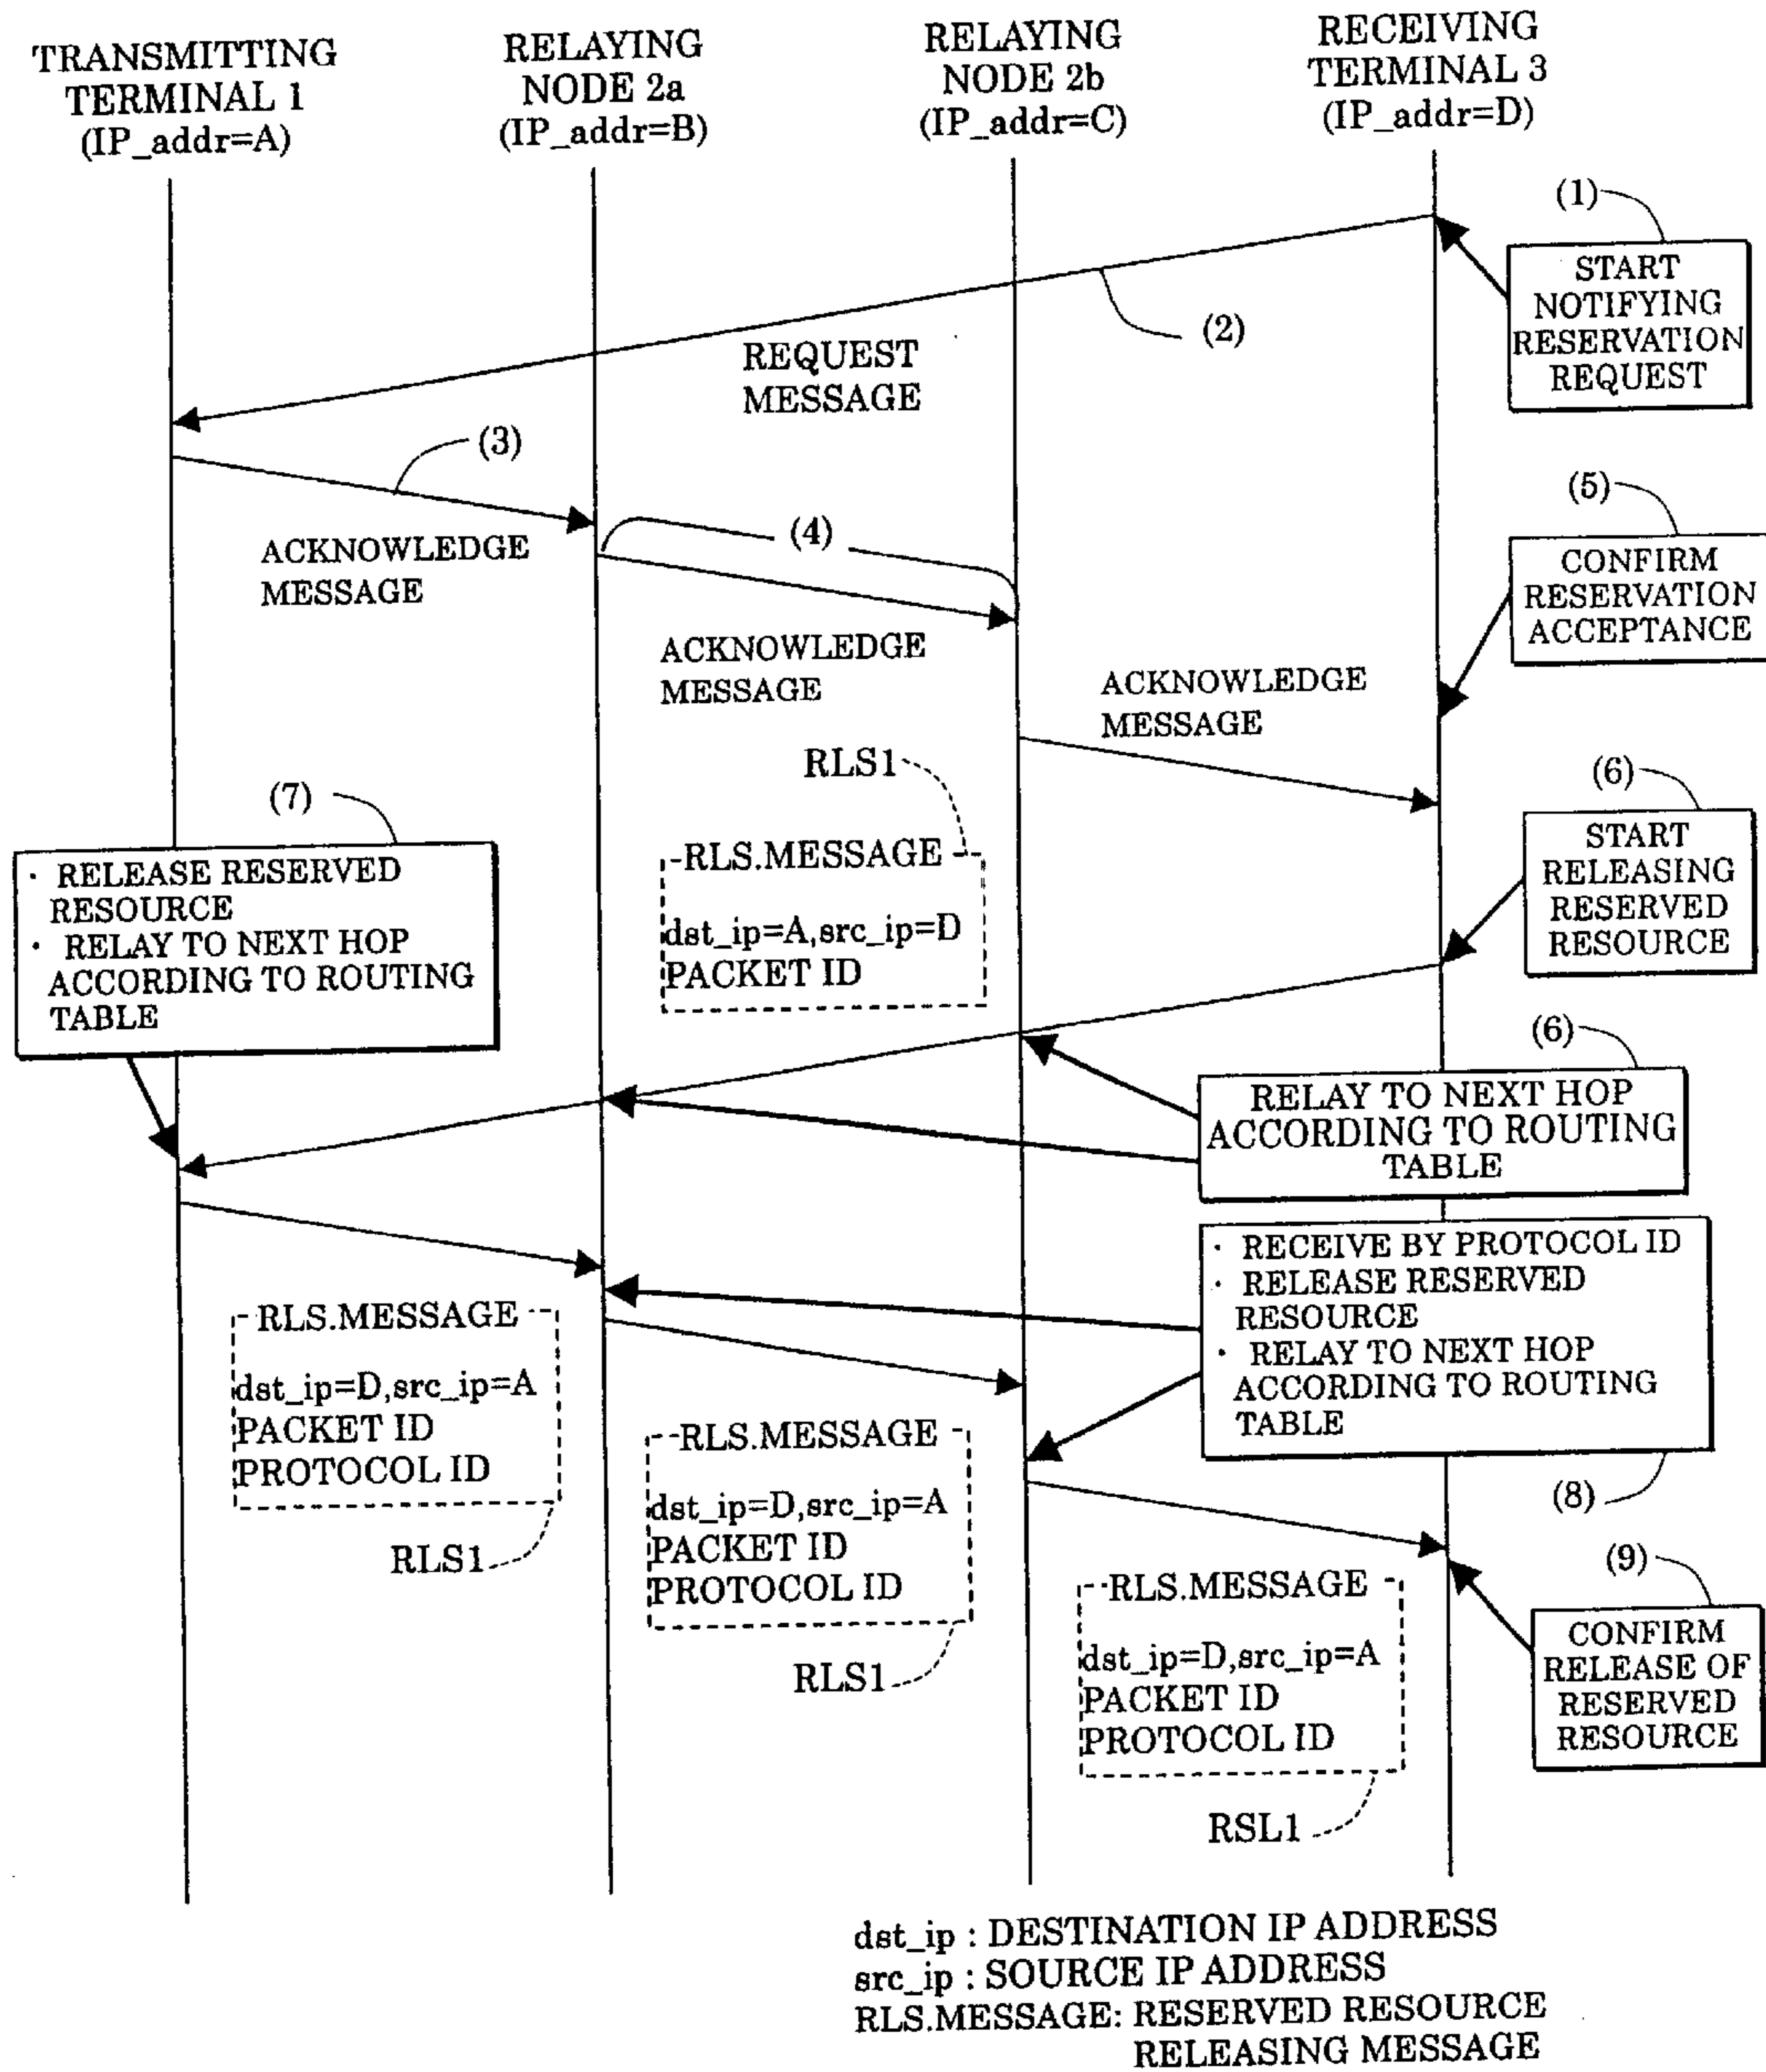 TRANSMITTING
TERMINAL 1
(IP_addr=A)
RELAYING
NODE 2a
(IP_addr=B)
RELAYING
NODE 2b
(IP_addr=C)
RECEIVING
TERMINAL 3
(IP_addr=D)
(1)
START
NOTIFYING
RESERVATION
REQUEST
(2)
REQUEST
MESSAGE
(3)
ACKNOWLEDGE
MESSAGE
(4)
ACKNOWLEDGE
MESSAGE
(5)
CONFIRM
RESERVATION
ACCEPTANCE
ACKNOWLEDGE
MESSAGE
RLS1
RLS.MESSAGE
dst_ip=A,src_ip=D
PACKET ID
(6)
START
RELEASING
RESERVED
RESOURCE
(7)
· RELEASE RESERVED
RESOURCE
· RELAY TO NEXT HOP
ACCORDING TO ROUTING
TABLE
(6)
RELAY TO NEXT HOP
ACCORDING TO ROUTING
TABLE
· RECEIVE BY PROTOCOL ID
· RELEASE RESERVED
RESOURCE
· RELAY TO NEXT HOP
ACCORDING TO ROUTING
TABLE
(8)
RLS.MESSAGE
dst_ip=D,src_ip=A
PACKET ID
PROTOCOL ID
RLS1
RLS.MESSAGE
dst_ip=D,src_ip=A
PACKET ID
PROTOCOL ID
RLS1
RLS.MESSAGE
dst_ip=D,src_ip=A
PACKET ID
PROTOCOL ID
RSL1
(9)
CONFIRM
RELEASE OF
RESERVED
RESOURCE
dst_ip : DESTINATION IP ADDRESS
src_ip : SOURCE IP ADDRESS
RLS.MESSAGE: RESERVED RESOURCE
RELEASING MESSAGE